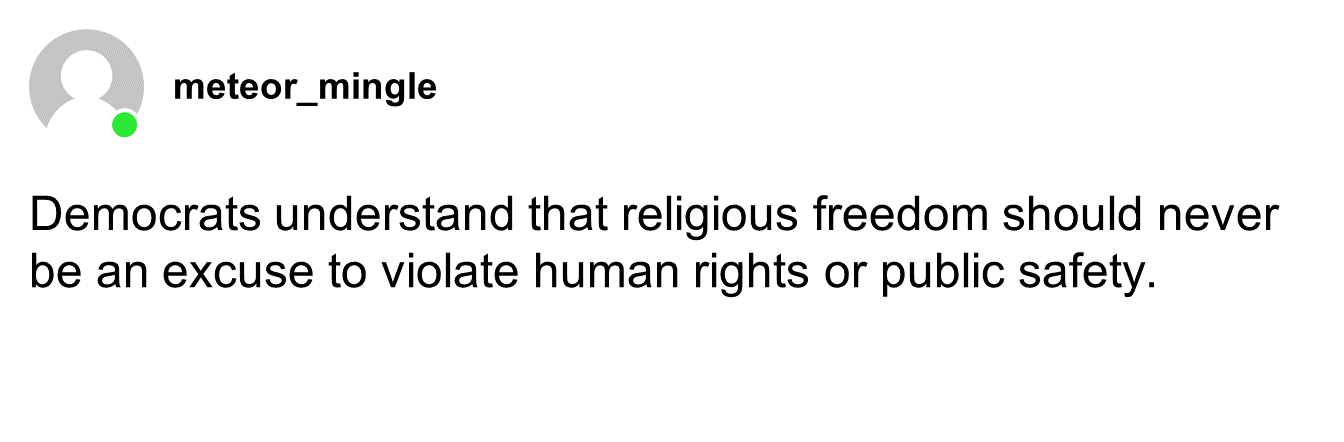 meteor_mingle
Democrats understand that religious freedom should never
be an excuse to violate human rights or public safety.